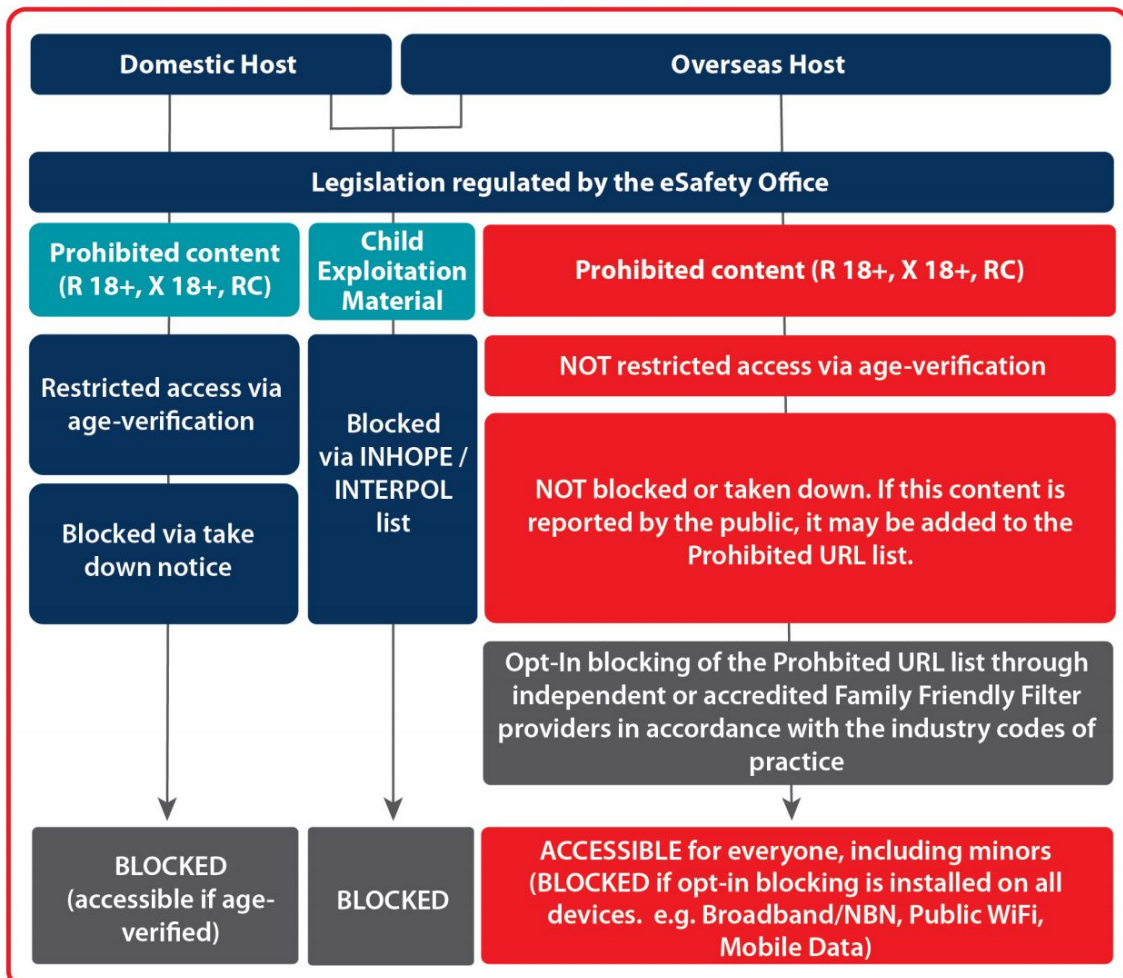 Domestic Host
Overseas Host
Legislation regulated by the eSafety Office
Prohibited content
(R 18+, X 18+, RC)
Child
Exploitation
Material
Prohibited content (R 18+, X 18+, RC)
Restricted access via
age-verification
Blocked via take
down notice
Blocked
via INHOPE /
INTERPOL
list
NOT restricted access via age-verification
NOT blocked or taken down. If this content is
reported by the public, it may be added to the
Prohibited URL list.
Opt-In blocking of the Prohbited URL list through
independent or accredited Family Friendly Filter
providers in accordance with the industry codes of
practice
BLOCKED
(accessible if age-
verified)
BLOCKED
ACCESSIBLE for everyone, including minors
(BLOCKED if opt-in blocking is installed on all
devices.  e.g. Broadband/NBN, Public WiFi,
Mobile Data)